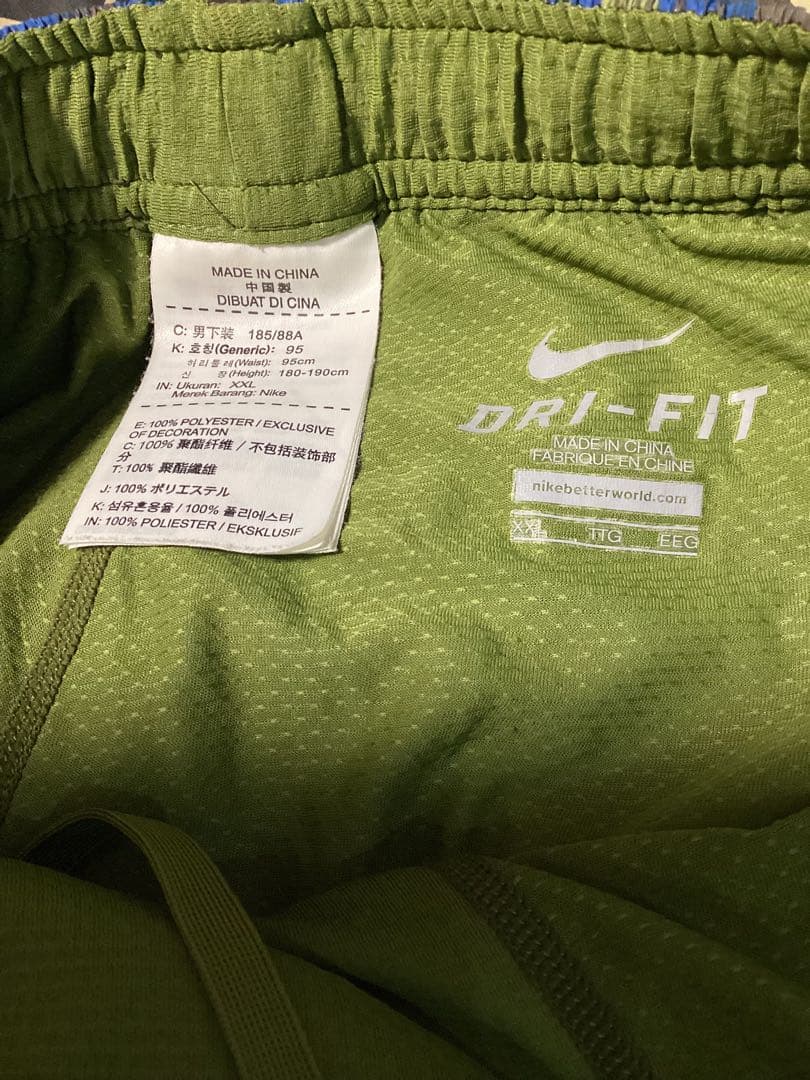 MADE IN CHINA
中国製
DIBUAT DI CINA
C: 男下装 185/88A
K: 호칭(Generic): 95
허리둘레(Waist): 95cm
신 장(Height): 180-190cm
IN: Ukuran: XXL
Merek Barang: Nike
E: 100% POLYESTER / EXCLUSIVE
OF DECORATION
C: 100% 聚酯纤维 / 不包括装饰部
分
T: 100% 聚酯纖維
J: 100% ポリエステル
K: 섬유혼용율 / 100% 폴리에스터
IN: 100% POLIESTER / EKSKLUSIF
DRI-FIT
MADE IN CHINA
FABRIQUE EN CHINE
nikebetterworld.com
XXL TTG EEG